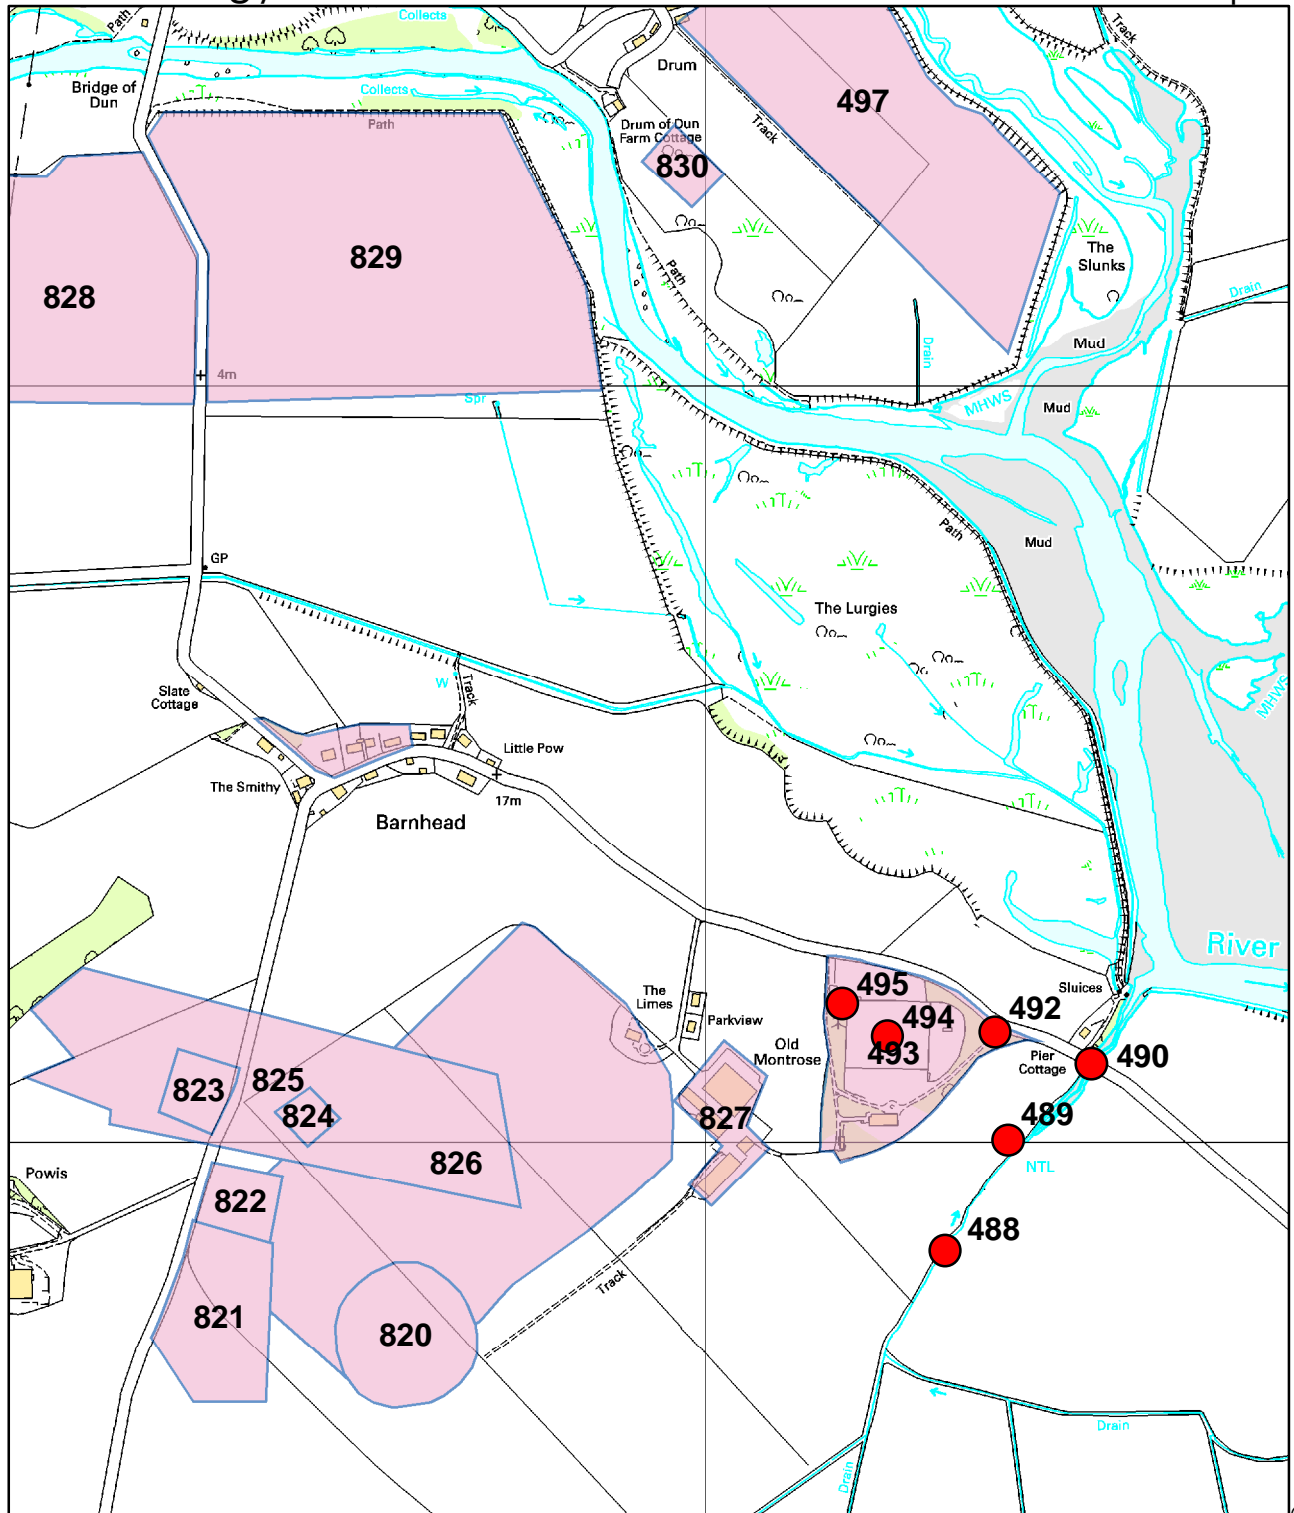 Collects
Path
Track
Drum
Bridge of
Dun
Collects
497
Path
Drum of Dun
Farm Cottage
Track
830
829
828
The
Slunks
Path
Drain
Drain
Mud
4m
Spr
MHWS
Mud
Path
Mud
GP
The Lurgies
Slate
Cottage
W
Track
MHWS
Little Pow
The Smithy
17m
Barnhead
River
The
Limes
495
Sluices
Parkview
494
492
Old
Montrose
493
Pier
Cottage
490
823
825
824
827
489
826
NTL
Powis
822
488
Track
821
820
Drain
Drain